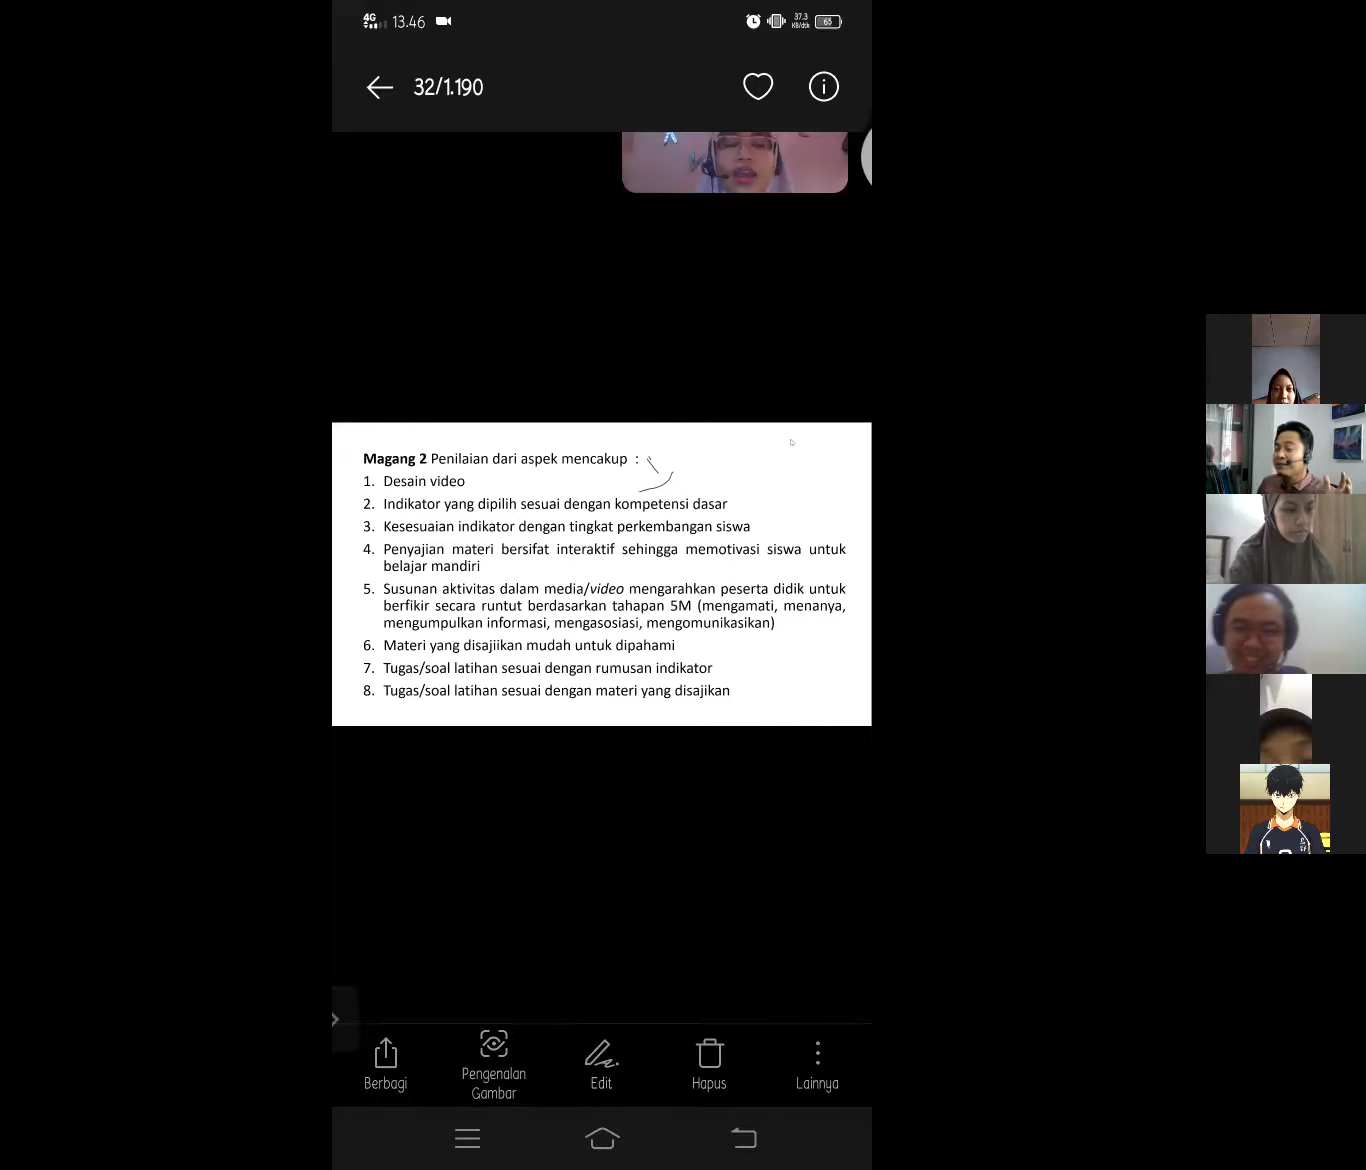 4G 13.46 37.3 KB/dtk 65
32/1.190
Magang 2 Penilaian dari aspek mencakup :
1. Desain video
2. Indikator yang dipilih sesuai dengan kompetensi dasar
3. Kesesuaian indikator dengan tingkat perkembangan siswa
4. Penyajian materi bersifat interaktif sehingga memotivasi siswa untuk
belajar mandiri
5. Susunan aktivitas dalam media/video mengarahkan peserta didik untuk
berfikir secara runtut berdasarkan tahapan 5M (mengamati, menanya,
mengumpulkan informasi, mengasosiasi, mengomunikasikan)
6. Materi yang disajiikan mudah untuk dipahami
7. Tugas/soal latihan sesuai dengan rumusan indikator
8. Tugas/soal latihan sesuai dengan materi yang disajikan
Berbagi
Pengenalan
Gambar
Edit
Hapus
Lainnya